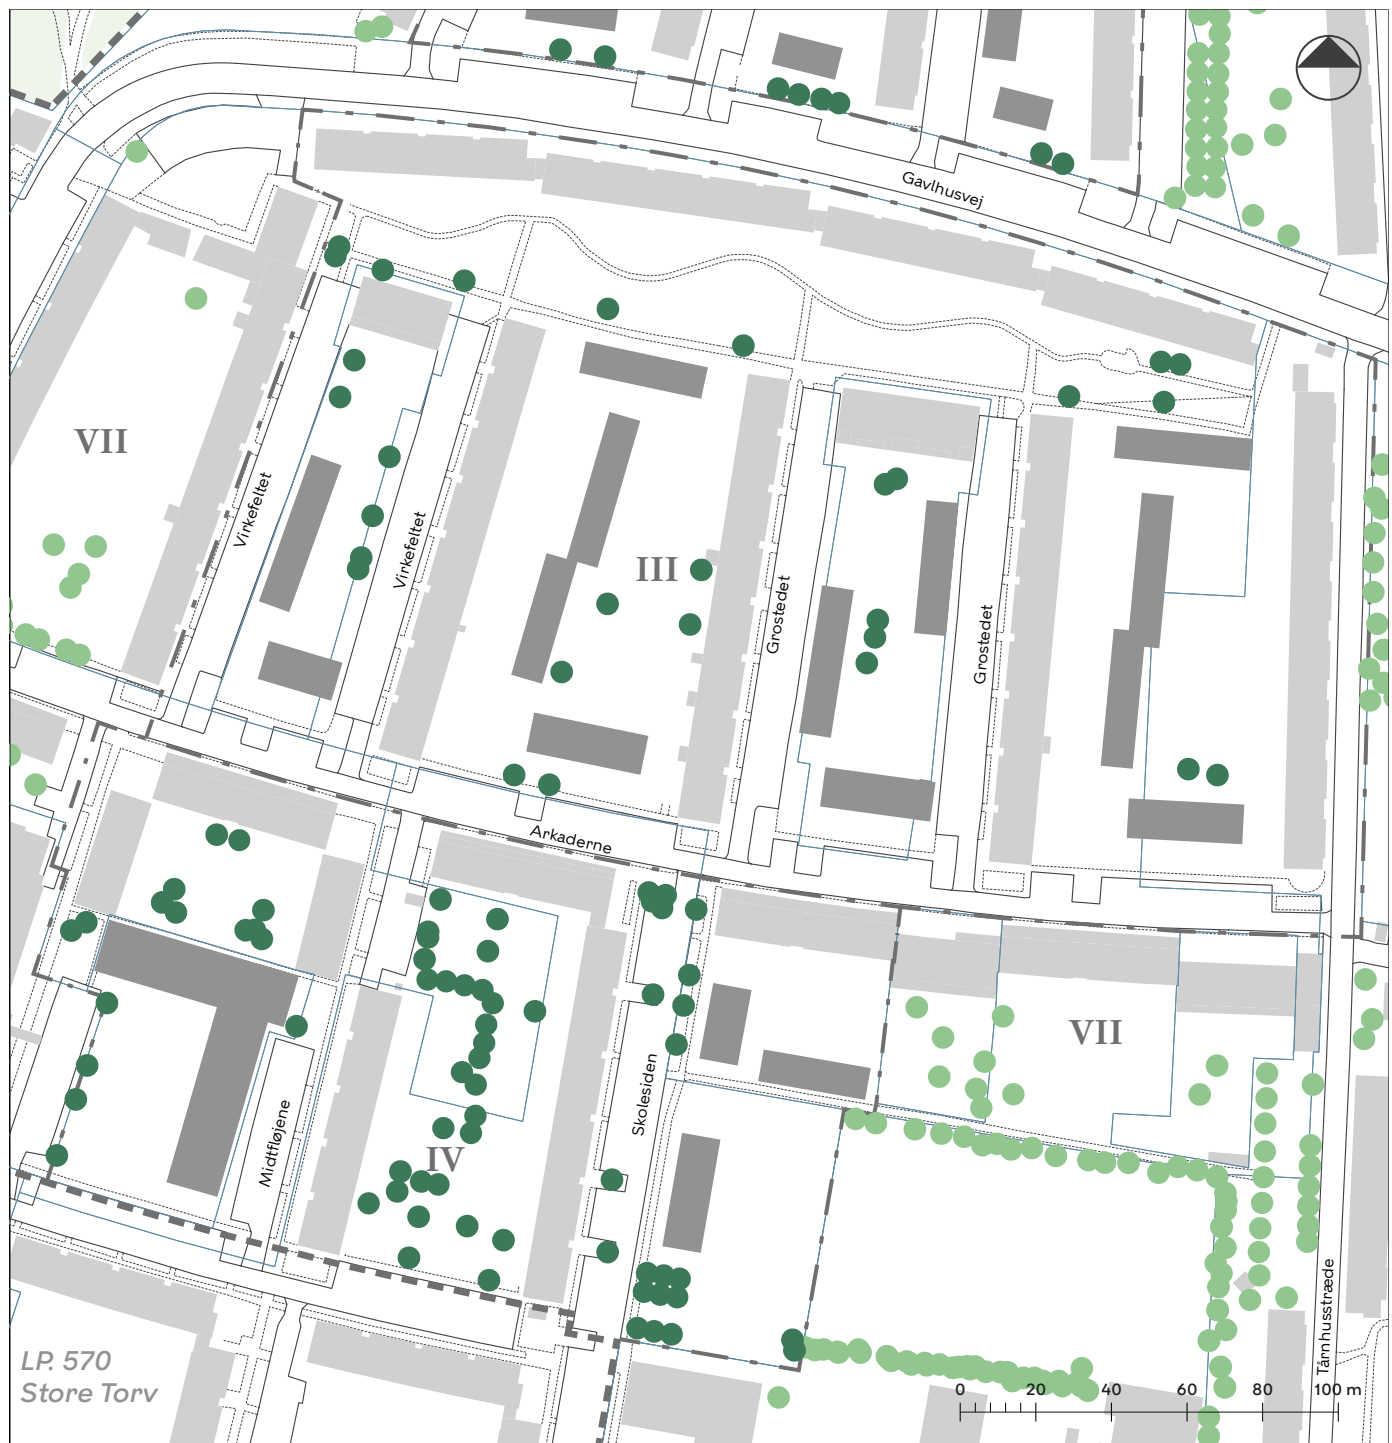 Gavlhusvej
VII
Virkefeltet
Virkefeltet
III
Grostedet
Grostedet
Arkaderne
VII
Skolesiden
Midtfløjene
IV
Tårnhusstræde
LP. 570
Store Torv
0 20 40 60 80 100 m